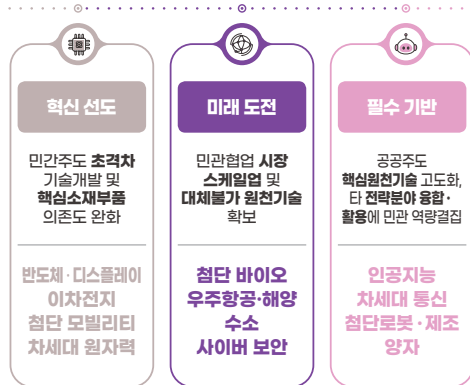 혁신 선도
민간주도 초격차
기술개발 및
핵심소재부품
의존도 완화
반도체·디스플레이
이차전지
첨단 모빌리티
차세대 원자력
미래 도전
민관협업 시장
스케일업 및
대체불가 원천기술
확보
첨단 바이오
우주항공·해양
수소
사이버 보안
필수 기반
공공주도
핵심원천기술 고도화,
타 전략분야 융합·
활용에 민관 역량결집
인공지능
차세대 통신
첨단로봇·제조
양자